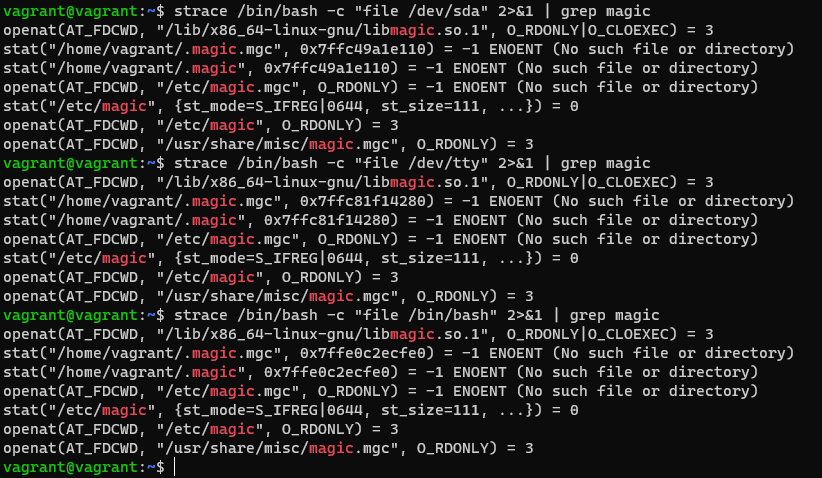 vagrant@vagrant:~$ strace /bin/bash -c "file /dev/sda" 2>&1 | grep magic
openat(AT_FDCWD, "/lib/x86_64-linux-gnu/libmagic.so.1", O_RDONLY|O_CLOEXEC) = 3
stat("/home/vagrant/.magic.mgc", 0x7ffc49a1e110) = -1 ENOENT (No such file or directory)
stat("/home/vagrant/.magic", 0x7ffc49a1e110) = -1 ENOENT (No such file or directory)
openat(AT_FDCWD, "/etc/magic.mgc", O_RDONLY) = -1 ENOENT (No such file or directory)
stat("/etc/magic", {st_mode=S_IFREG|0644, st_size=111, ...}) = 0
openat(AT_FDCWD, "/etc/magic", O_RDONLY) = 3
openat(AT_FDCWD, "/usr/share/misc/magic.mgc", O_RDONLY) = 3
vagrant@vagrant:~$ strace /bin/bash -c "file /dev/tty" 2>&1 | grep magic
openat(AT_FDCWD, "/lib/x86_64-linux-gnu/libmagic.so.1", O_RDONLY|O_CLOEXEC) = 3
stat("/home/vagrant/.magic.mgc", 0x7ffc81f14280) = -1 ENOENT (No such file or directory)
stat("/home/vagrant/.magic", 0x7ffc81f14280) = -1 ENOENT (No such file or directory)
openat(AT_FDCWD, "/etc/magic.mgc", O_RDONLY) = -1 ENOENT (No such file or directory)
stat("/etc/magic", {st_mode=S_IFREG|0644, st_size=111, ...}) = 0
openat(AT_FDCWD, "/etc/magic", O_RDONLY) = 3
openat(AT_FDCWD, "/usr/share/misc/magic.mgc", O_RDONLY) = 3
vagrant@vagrant:~$ strace /bin/bash -c "file /bin/bash" 2>&1 | grep magic
openat(AT_FDCWD, "/lib/x86_64-linux-gnu/libmagic.so.1", O_RDONLY|O_CLOEXEC) = 3
stat("/home/vagrant/.magic.mgc", 0x7ffe0c2ecfe0) = -1 ENOENT (No such file or directory)
stat("/home/vagrant/.magic", 0x7ffe0c2ecfe0) = -1 ENOENT (No such file or directory)
openat(AT_FDCWD, "/etc/magic.mgc", O_RDONLY) = -1 ENOENT (No such file or directory)
stat("/etc/magic", {st_mode=S_IFREG|0644, st_size=111, ...}) = 0
openat(AT_FDCWD, "/etc/magic", O_RDONLY) = 3
openat(AT_FDCWD, "/usr/share/misc/magic.mgc", O_RDONLY) = 3
vagrant@vagrant:~$